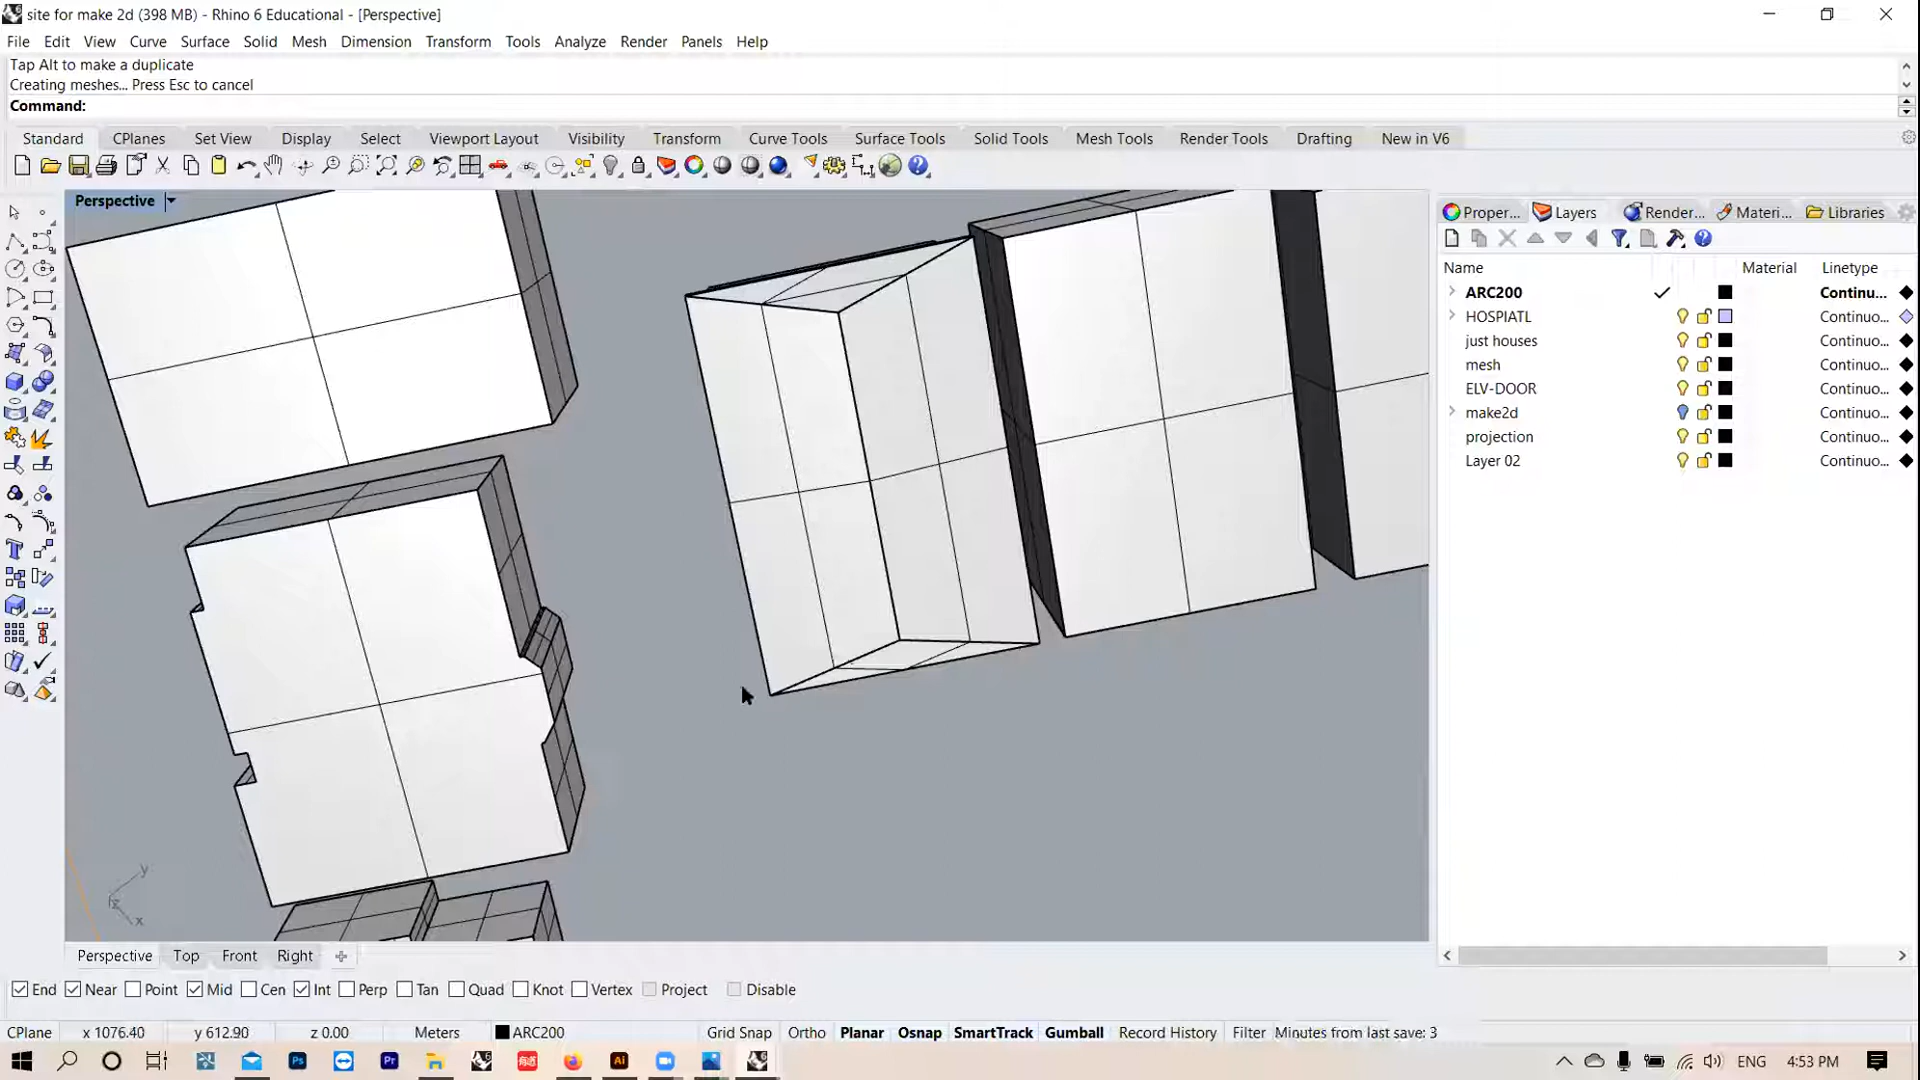 site for make 2d (398 MB) - Rhino 6 Educational - [Perspective]
File Edit View Curve Surface Solid Mesh Dimension Transform Tools Analyze Render Panels Help
Tap Alt to make a duplicate
Creating meshes... Press Esc to cancel
Command:
Standard CPlanes Set View Display Select Viewport Layout Visibility Transform Curve Tools Surface Tools Solid Tools Mesh Tools Render Tools Drafting New in V6
Perspective
Proper... Layers Render... Materi... Libraries
Name Material Linetype
ARC200 Continu...
HOSPIATL Continuo...
just houses Continuo...
mesh Continuo...
ELV-DOOR Continuo...
make2d Continuo...
projection Continuo...
Layer 02 Continuo...
y
z
x
Perspective Top Front Right
End Near Point Mid Cen Int Perp Tan Quad Knot Vertex Project Disable
CPlane x 1076.40 y 612.90 z 0.00 Meters ARC200 Grid Snap Ortho Planar Osnap SmartTrack Gumball Record History Filter Minutes from last save: 3
Ps Pr Ai ENG 4:53 PM